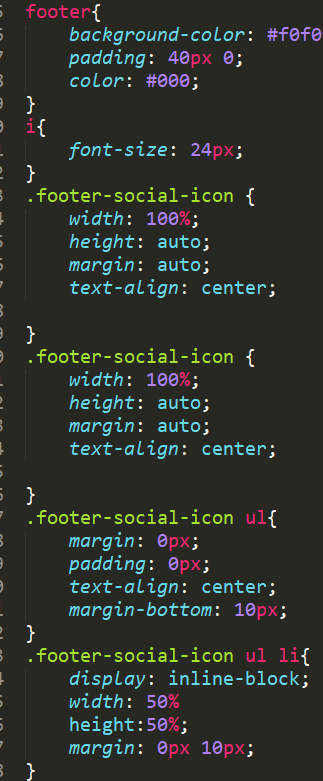 footer{
background-color: #f0f0
padding: 40px 0;
color: #000;
}
i{
font-size: 24px;
}
.footer-social-icon {
width: 100%;
height: auto;
margin: auto;
text-align: center;
}
.footer-social-icon {
width: 100%;
height: auto;
margin: auto;
text-align: center;
}
.footer-social-icon ul{
margin: 0px;
padding: 0px;
text-align: center;
margin-bottom: 10px;
}
.footer-social-icon ul li{
display: inline-block;
width: 50%
height:50%;
margin: 0px 10px;
}